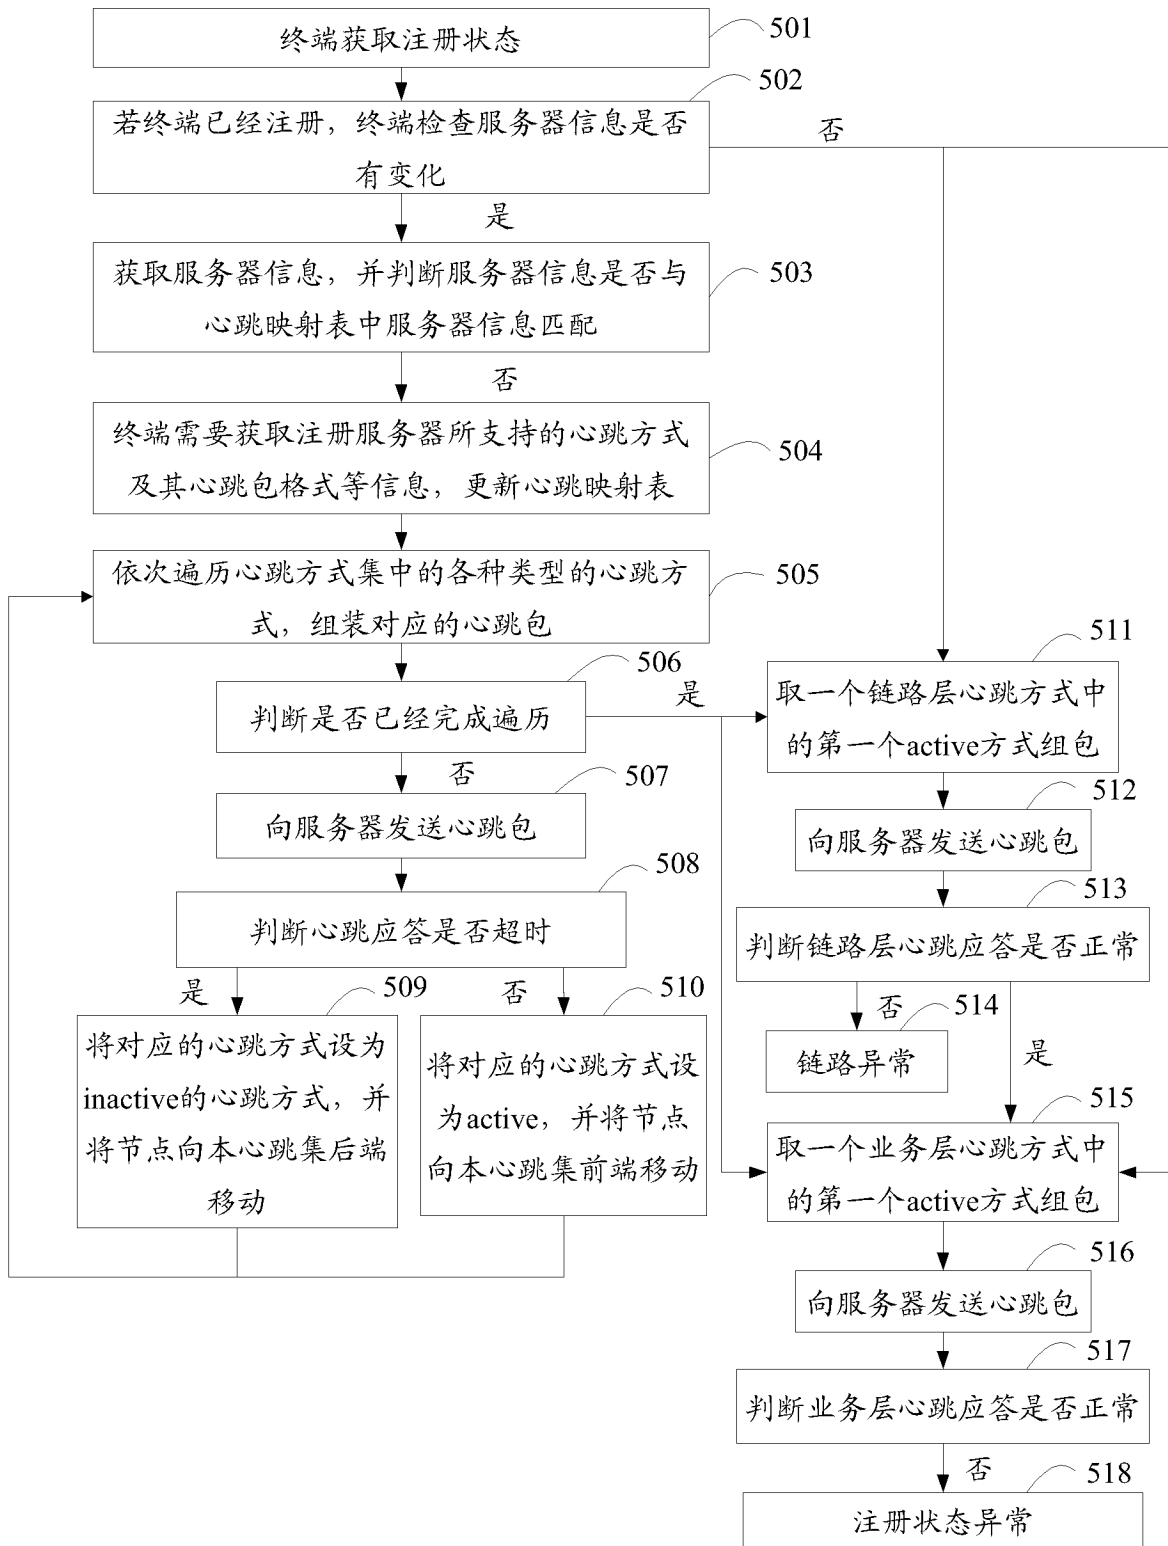 终端获取注册状态
501
502
若终端已经注册，终端检查服务器信息是否
有变化
否
是
获取服务器信息，并判断服务器信息是否与
心跳映射表中服务器信息匹配
503
否
终端需要获取注册服务器所支持的心跳方式
及其心跳包格式等信息，更新心跳映射表
504
依次遍历心跳方式集中的各种类型的心跳方
式，组装对应的心跳包
505
506
判断是否已经完成遍历
是
否
507
向服务器发送心跳包
508
判断心跳应答是否超时
是
509
将对应的心跳方式设为
inactive的心跳方式，并
将节点向本心跳集后端
移动
否
510
将对应的心跳方式设
为active，并将节点
向本心跳集前端移动
511
取一个链路层心跳方式中
的第一个active方式组包
512
向服务器发送心跳包
513
判断链路层心跳应答是否正常
否
514
链路异常
是
515
取一个业务层心跳方式中
的第一个active方式组包
516
向服务器发送心跳包
517
判断业务层心跳应答是否正常
否
518
注册状态异常